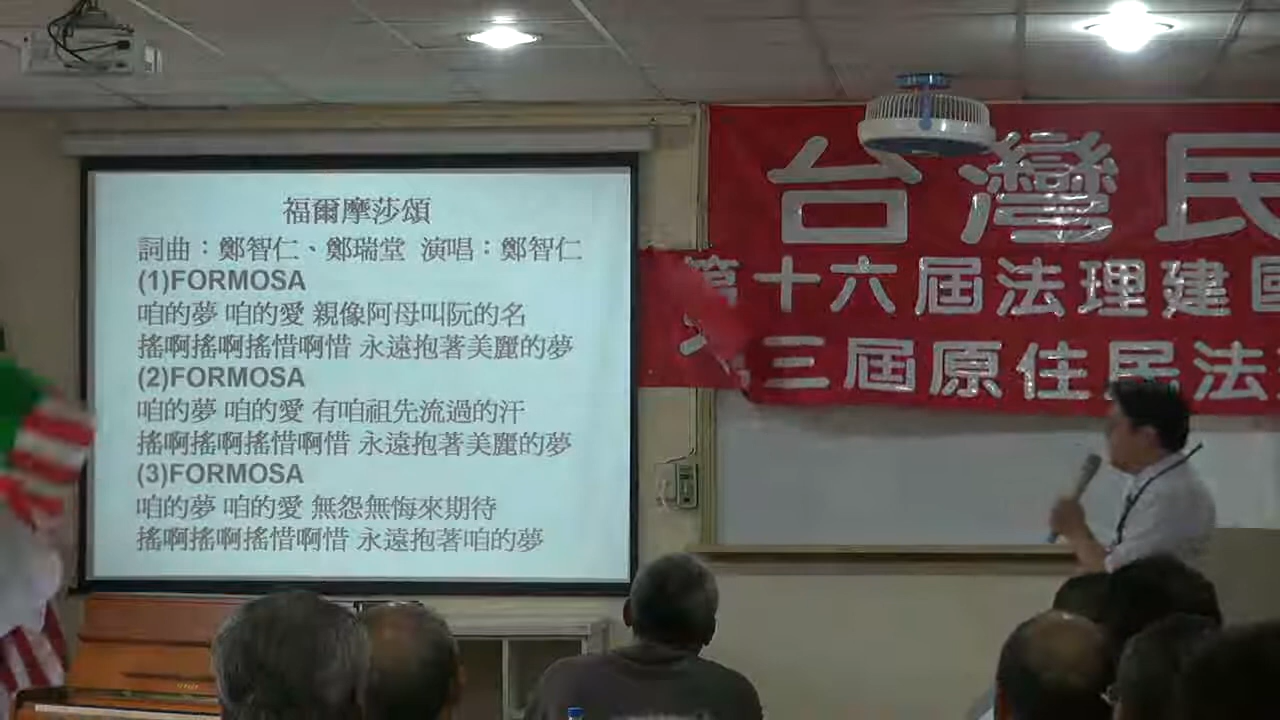 福爾摩莎頌
詞曲：鄭智仁、鄭瑞堂 演唱：鄭智仁
(1)FORMOSA
咱的夢 咱的愛 親像阿母叫阮的名
搖啊搖啊搖惜啊惜 永遠抱著美麗的夢
(2)FORMOSA
咱的夢 咱的愛 有咱祖先流過的汗
搖啊搖啊搖惜啊惜 永遠抱著美麗的夢
(3)FORMOSA
咱的夢 咱的愛 無怨無悔來期待
搖啊搖啊搖惜啊惜 永遠抱著咱的夢
台灣民
第十六屆法理建國
三屆原住民法